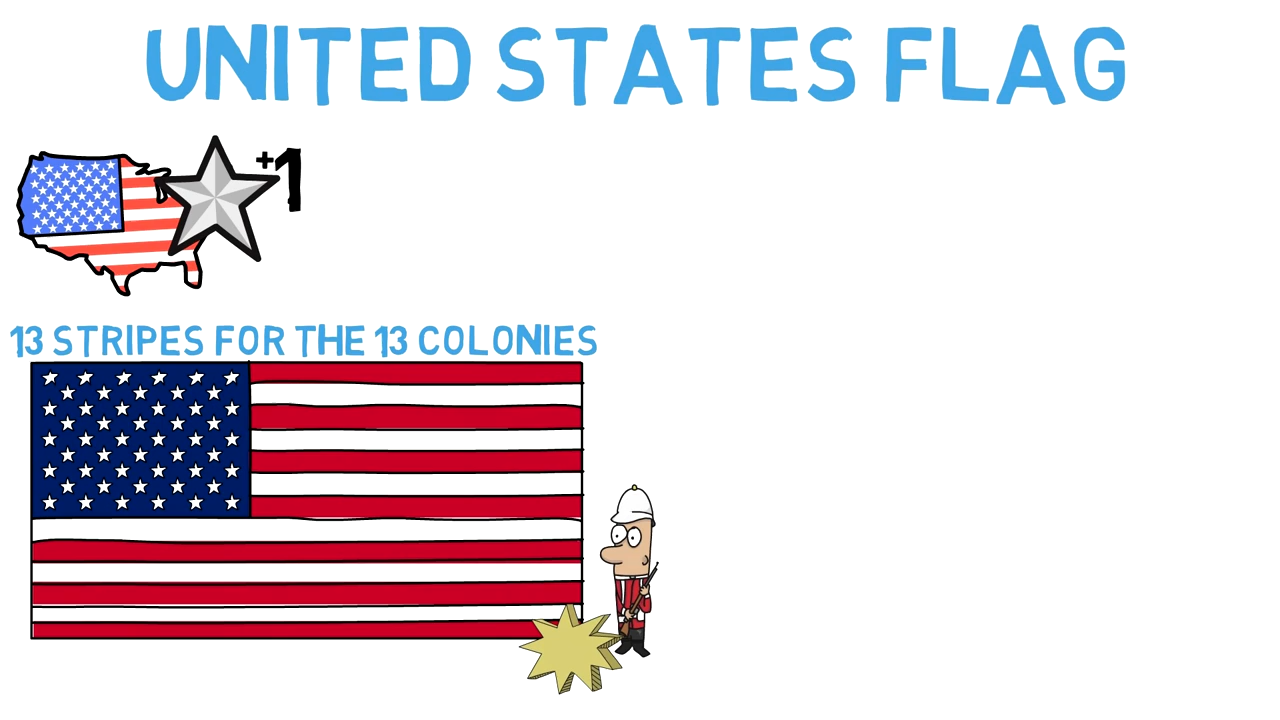 UNITED STATES FLAG
+1
13 STRIPES FOR THE 13 COLONIES